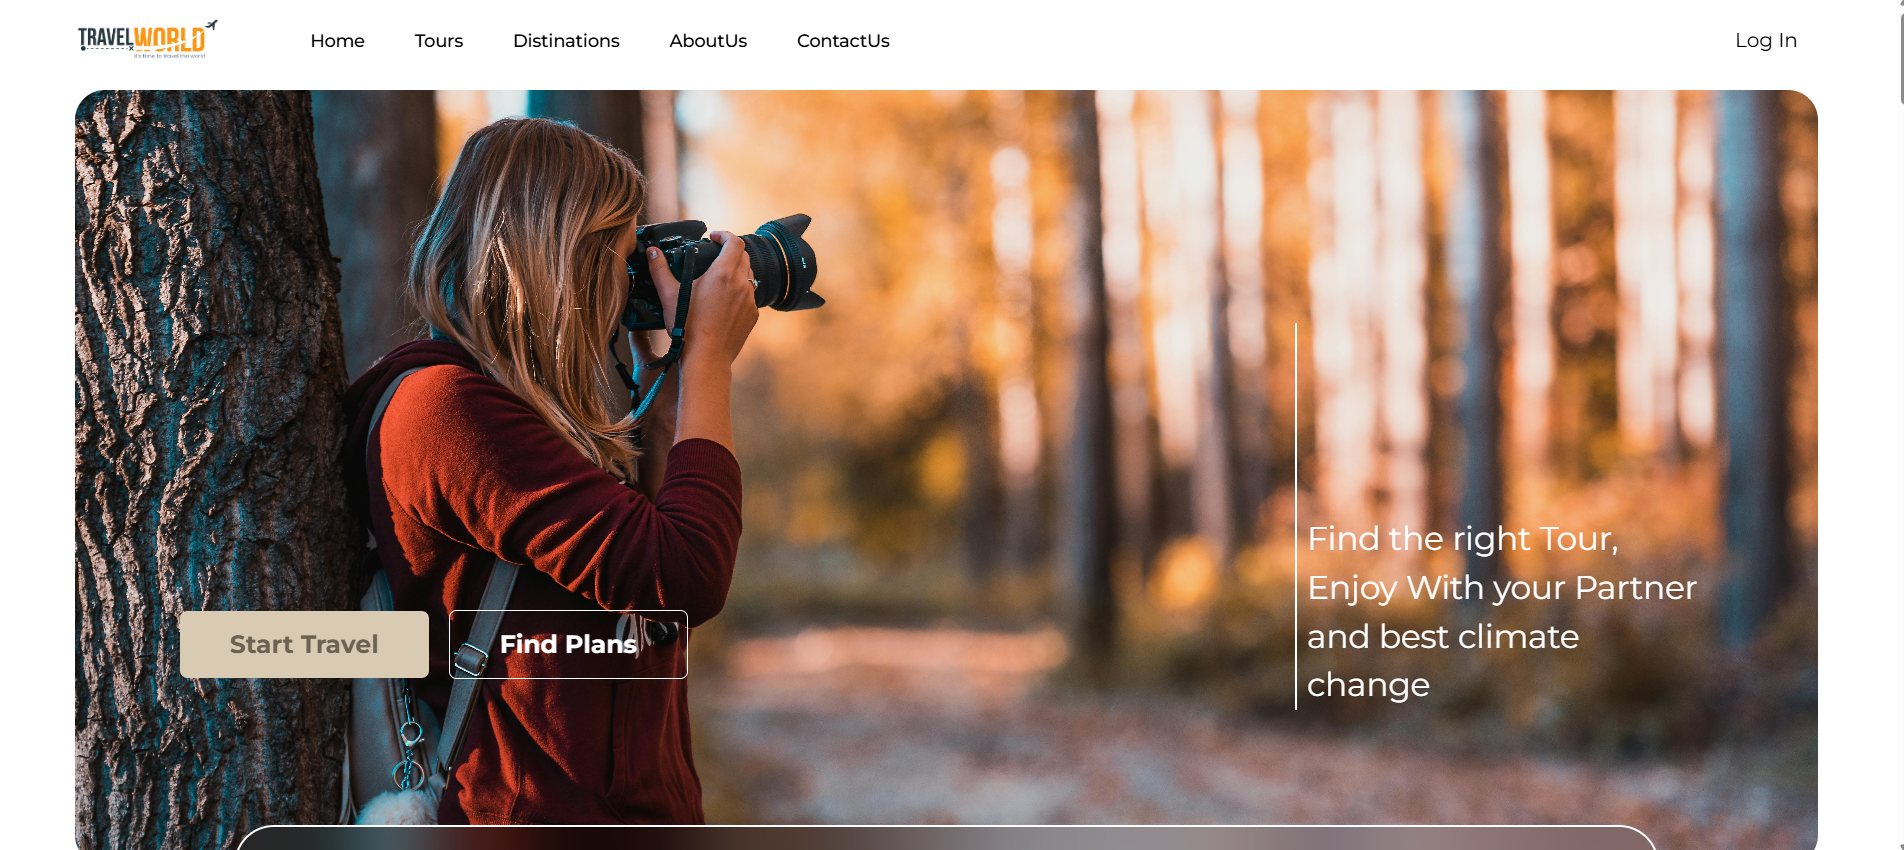 TRAVELWORLD
It's time to travel the world
Home
Tours
Distinations
AboutUs
ContactUs
Log In
Find the right Tour,
Enjoy With your Partner
and best climate
change
Start Travel
Find Plans